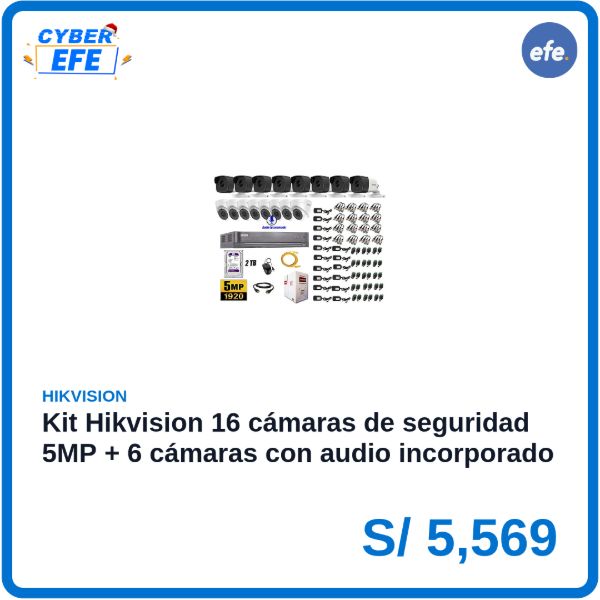 CYBER
EFE
efe.
2 TB
5MP
1920
HIKVISION
Kit Hikvision 16 cámaras de seguridad
5MP + 6 cámaras con audio incorporado
S/ 5,569